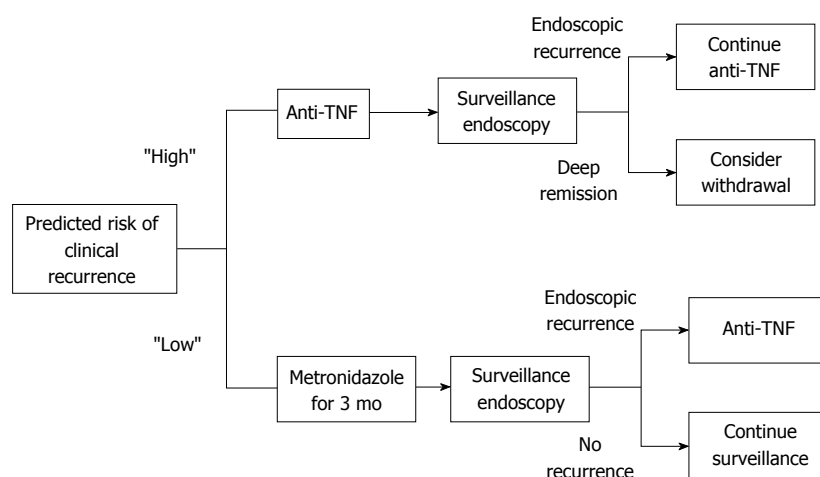 Endoscopic
recurrence
Continue
anti-TNF
Anti-TNF
Surveillance
endoscopy
"High"
Deep
remission
Consider
withdrawal
Predicted risk of
clinical
recurrence
Endoscopic
recurrence
Anti-TNF
"Low"
Metronidazole
for 3 mo
Surveillance
endoscopy
No
recurrence
Continue
surveillance